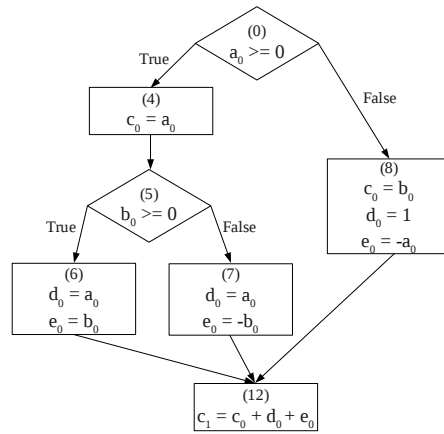 (0)
a₀ >= 0
True
False
(4)
c₀ = a₀
(5)
b₀ >= 0
True
False
(8)
c₀ = b₀
d₀ = 1
e₀ = -a₀
(6)
d₀ = a₀
e₀ = b₀
(7)
d₀ = a₀
e₀ = -b₀
(12)
c₁ = c₀ + d₀ + e₀